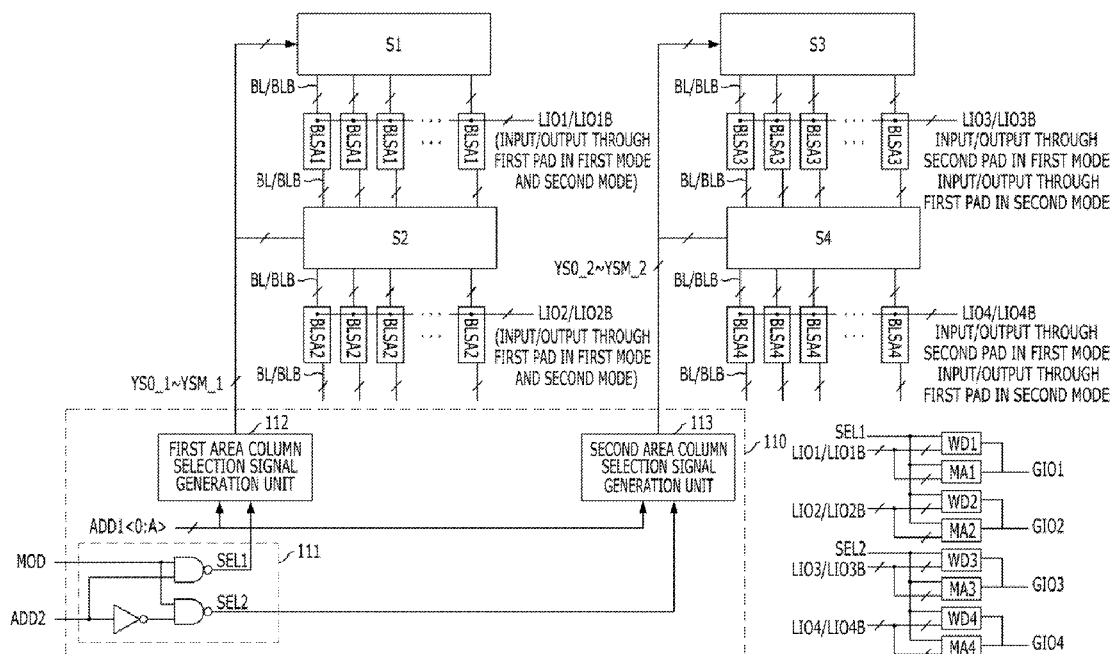 S1
S3
BL/BLB
BLSA1
BLSA1
BLSA1
BLSA1
LIO1/LIO1B
(INPUT/OUTPUT THROUGH
FIRST PAD IN FIRST MODE
AND SECOND MODE)
BL/BLB
BLSA3
BLSA3
BLSA3
BLSA3
LIO3/LIO3B
INPUT/OUTPUT THROUGH
SECOND PAD IN FIRST MODE
INPUT/OUTPUT THROUGH
FIRST PAD IN SECOND MODE
BL/BLB
BL/BLB
S2
S4
YS0_2~YSM_2
BL/BLB
BLSA2
BLSA2
BLSA2
BLSA2
LIO2/LIO2B
(INPUT/OUTPUT THROUGH
FIRST PAD IN FIRST MODE
AND SECOND MODE)
BL/BLB
BLSA4
BLSA4
BLSA4
BLSA4
LIO4/LIO4B
INPUT/OUTPUT THROUGH
SECOND PAD IN FIRST MODE
INPUT/OUTPUT THROUGH
FIRST PAD IN SECOND MODE
YS0_1~YSM_1
BL/BLB
BL/BLB
112
FIRST AREA COLUMN
SELECTION SIGNAL
GENERATION UNIT
113
SECOND AREA COLUMN
SELECTION SIGNAL
GENERATION UNIT
110
ADD1<0:A>
111
MOD
SEL1
SEL2
ADD2
SEL1
LIO1/LIO1B
WD1
MA1
GIO1
LIO2/LIO2B
WD2
MA2
GIO2
SEL2
LIO3/LIO3B
WD3
MA3
GIO3
LIO4/LIO4B
WD4
MA4
GIO4